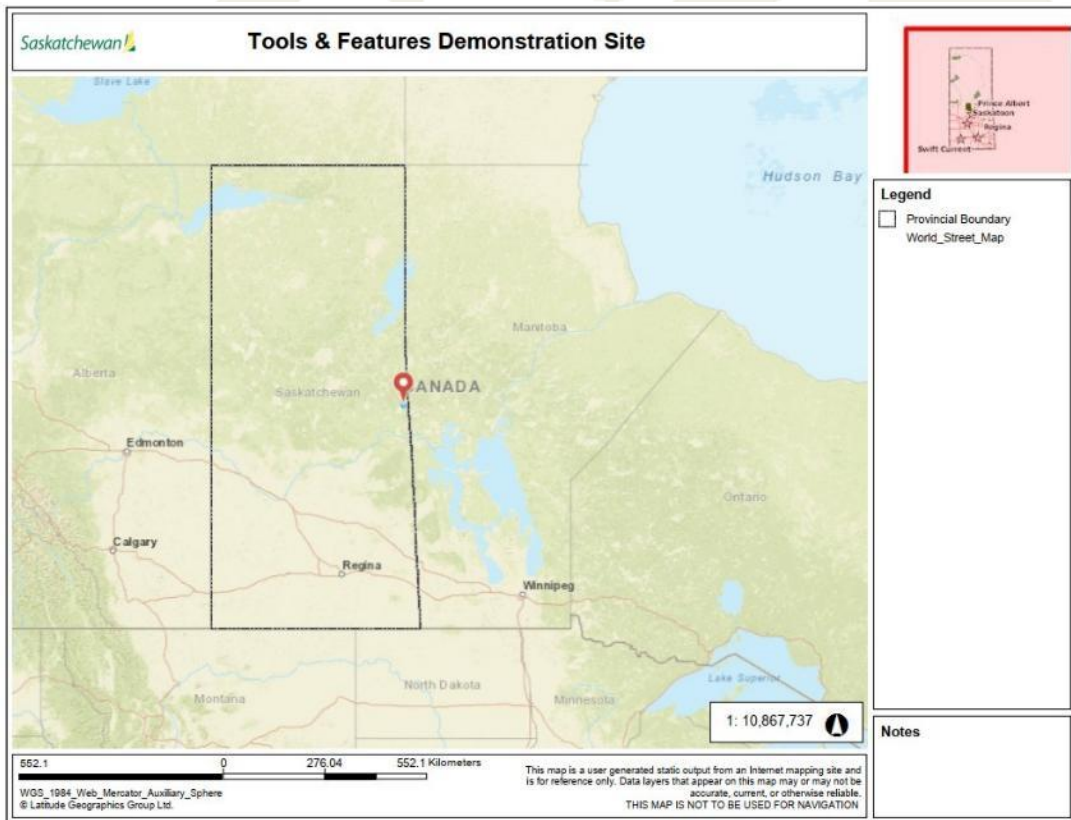 Saskatchewan
Tools & Features Demonstration Site
Slave Lake
Hudson Bay
Manitoba
Alberta
Saskatchewan
CANADA
Edmonton
Ontario
Calgary
Regina
Winnipeg
Lake Superior
North Dakota
Montana
Minnesota
1: 10,867,737
Prince Albert
Saskatoon
Regina
Swift Current
Legend
Provincial Boundary
World_Street_Map
Notes
552.1 0 276.04 552.1 Kilometers
WGS_1984_Web_Mercator_Auxiliary_Sphere
© Latitude Geographics Group Ltd.
This map is a user generated static output from an Internet mapping site and
is for reference only. Data layers that appear on this map may or may not be
accurate, current, or otherwise reliable.
THIS MAP IS NOT TO BE USED FOR NAVIGATION